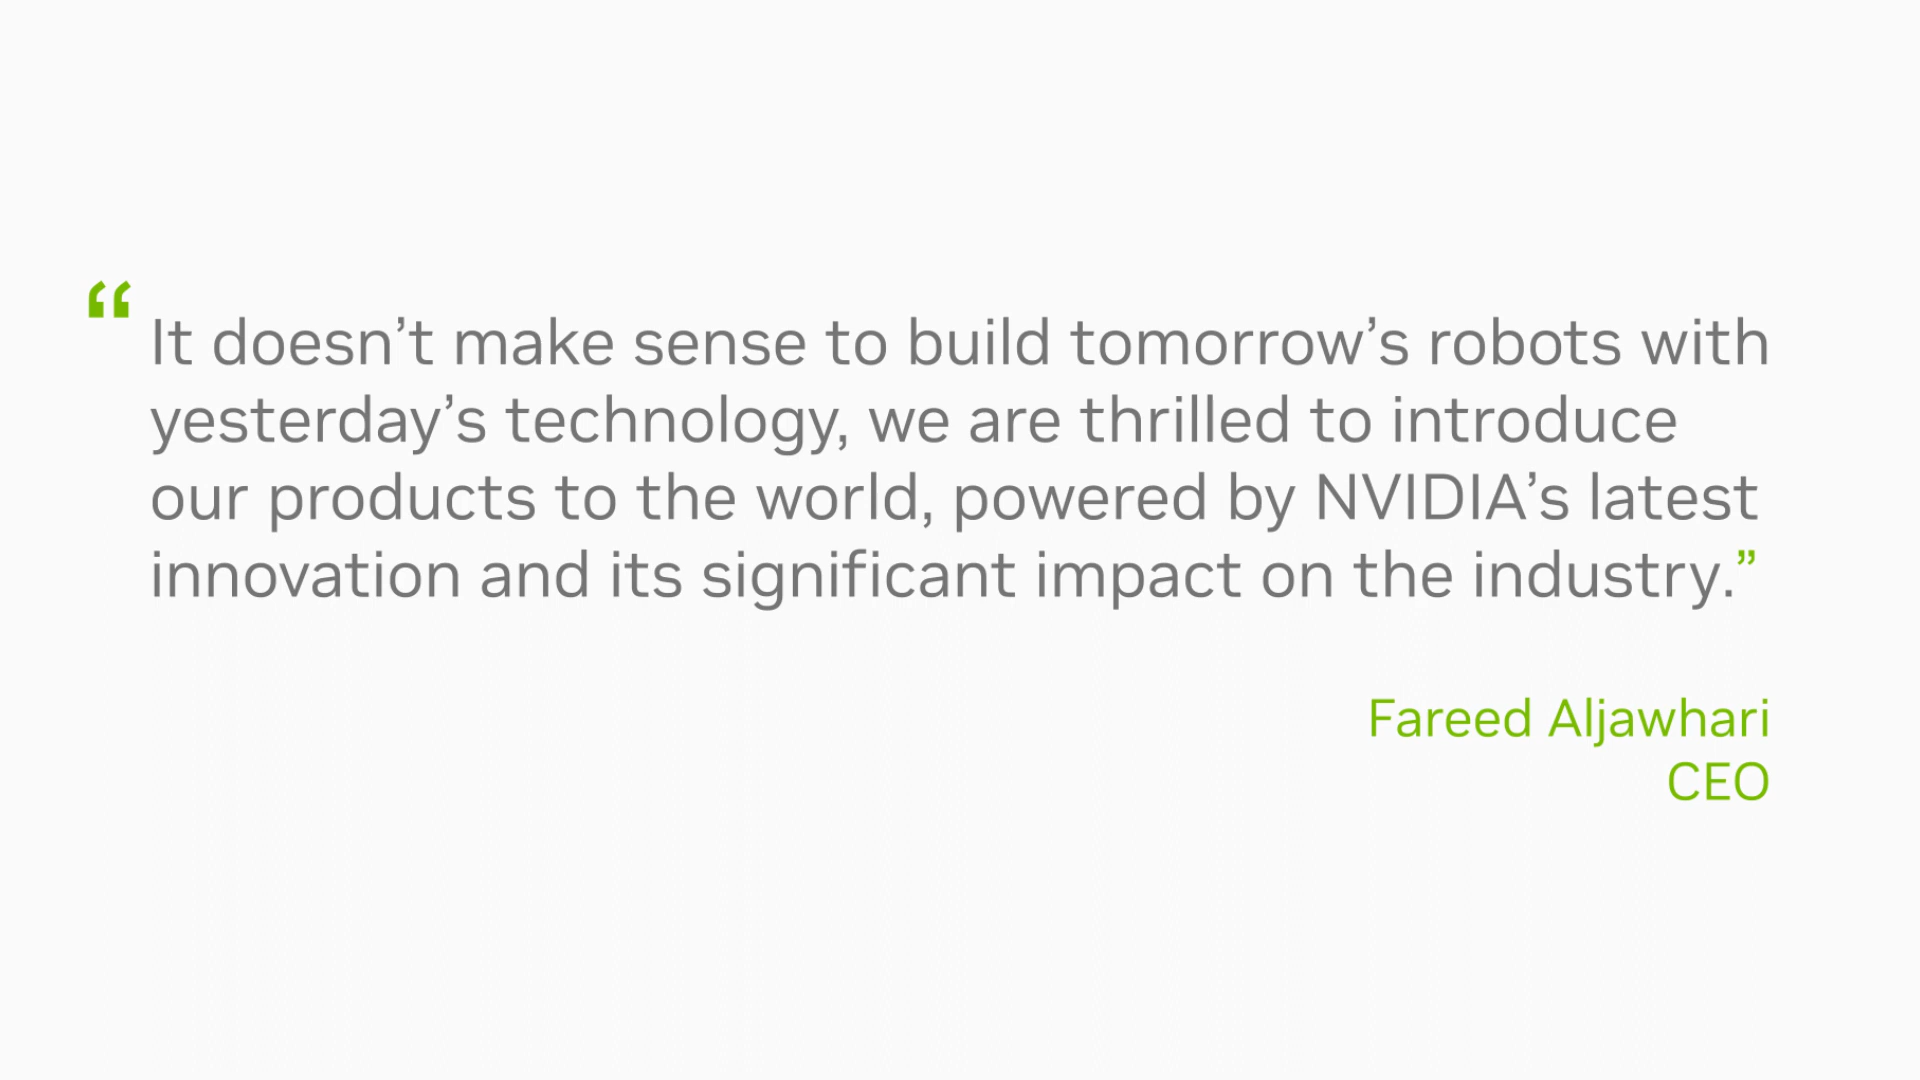 “It doesn’t make sense to build tomorrow’s robots with
yesterday’s technology, we are thrilled to introduce
our products to the world, powered by NVIDIA’s latest
innovation and its significant impact on the industry.”
Fareed Aljawhari
CEO